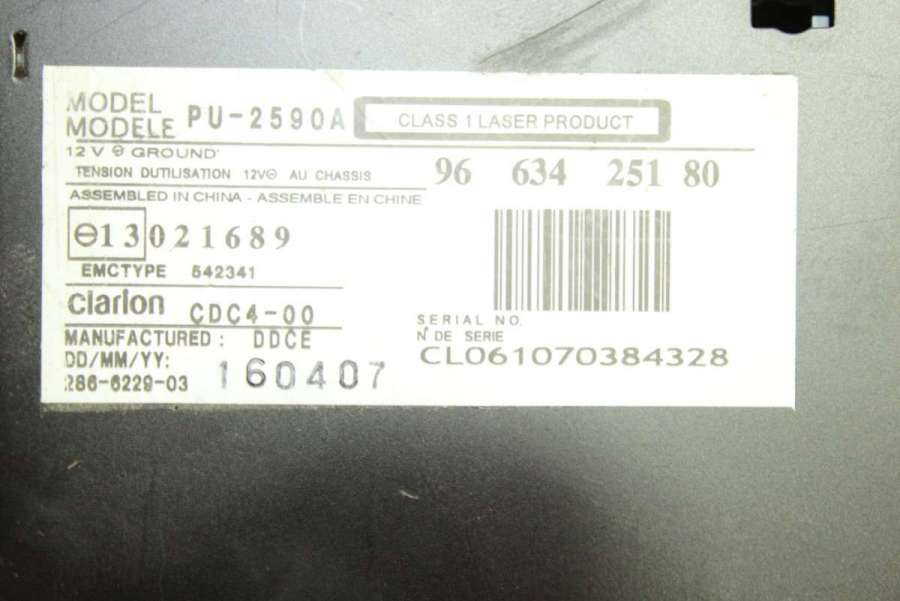 MODEL
MODELE PU-2590A
CLASS 1 LASER PRODUCT
12 V ⊖ GROUND
TENSION DUTILISATION 12V⊖ AU CHASSIS
96 634 251 80
ASSEMBLED IN CHINA - ASSEMBLE EN CHINE
⊖13 021689
EMCTYPE 542341
clarion CDC4-00
MANUFACTURED : DDCE
DD/MM/YY: 160407
286-6229-03
SERIAL NO.
N° DE SERIE
CL061070384328